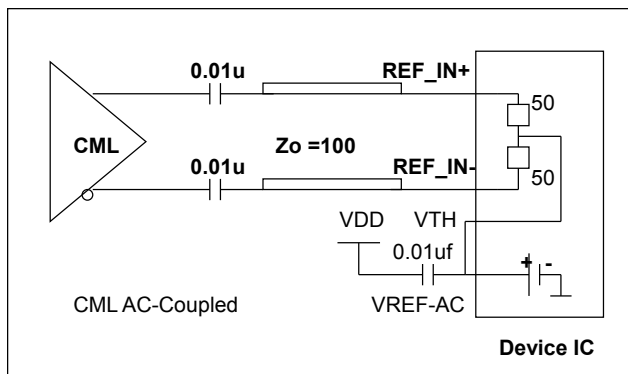 0.01u
REF_IN+
50
CML
Zo =100
0.01u
REF_IN-
50
VDD
VTH
0.01uf
+ -
CML AC-Coupled
VREF-AC
Device IC